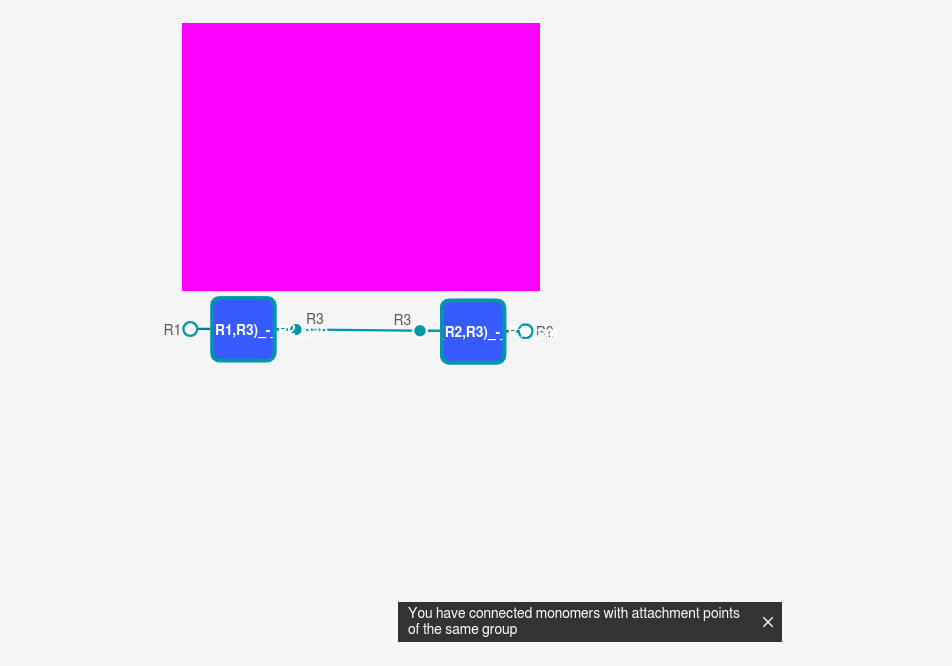 R3
R3
R1
R1,R3)_-_R2_gap
R2,R3)_-_
R2
You have connected monomers with attachment points
of the same group